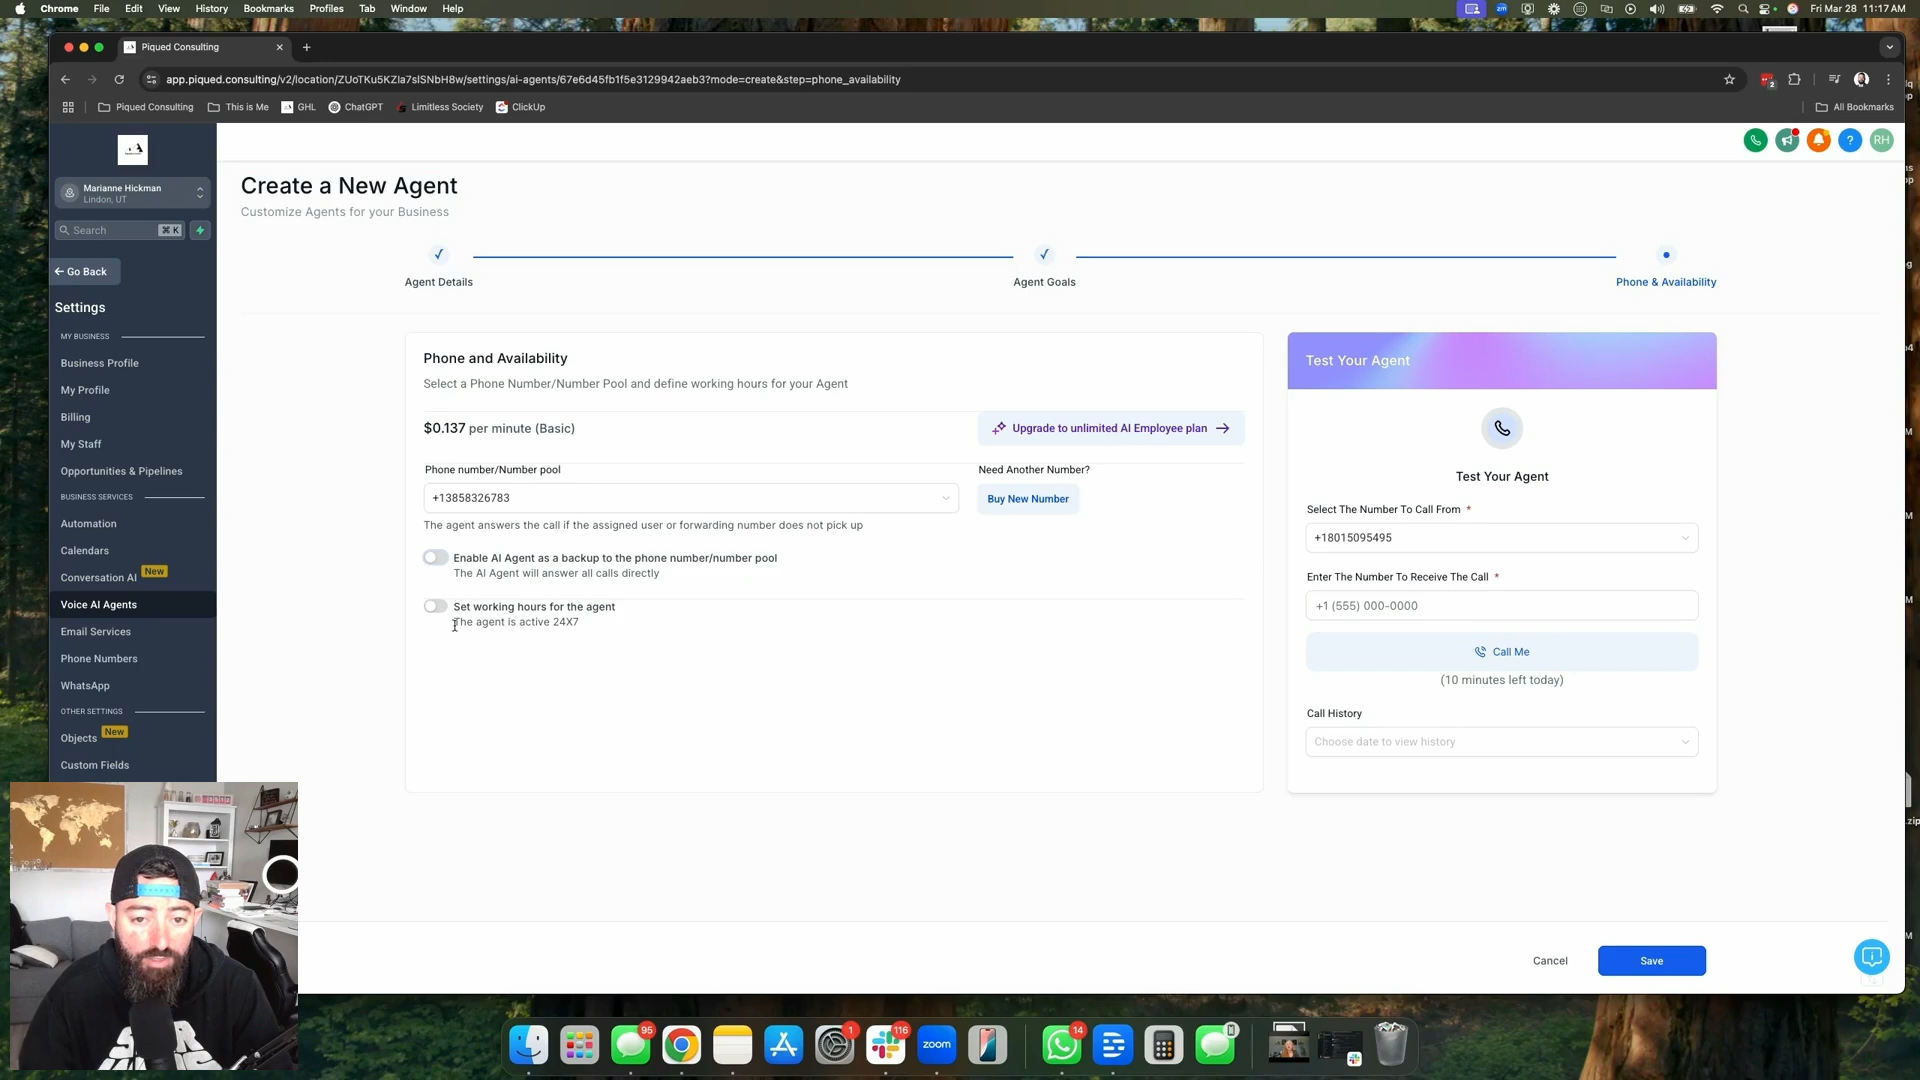 Chrome File Edit View History Bookmarks Profiles Tab Window Help
Fri Mar 28 11:17 AM
Piqued Consulting
app.piqued.consulting/v2/location/ZUoTKu5KZIa7sISNbH8w/settings/ai-agents/67e6d45fb1f5e3129942aeb3?mode=create&step=phone_availability
Piqued Consulting This is Me GHL ChatGPT Limitless Society ClickUp All Bookmarks
Marianne Hickman
Lindon, UT
Search ⌘ K
Go Back
Settings
MY BUSINESS
Business Profile
My Profile
Billing
My Staff
Opportunities & Pipelines
BUSINESS SERVICES
Automation
Calendars
Conversation AI New
Voice AI Agents
Email Services
Phone Numbers
WhatsApp
OTHER SETTINGS
Objects New
Custom Fields
RH
Create a New Agent
Customize Agents for your Business
Agent Details
Agent Goals
Phone & Availability
Phone and Availability
Select a Phone Number/Number Pool and define working hours for your Agent
$0.137 per minute (Basic)
Upgrade to unlimited AI Employee plan
Phone number/Number pool
Need Another Number?
+13858326783
Buy New Number
The agent answers the call if the assigned user or forwarding number does not pick up
Enable AI Agent as a backup to the phone number/number pool
The AI Agent will answer all calls directly
Set working hours for the agent
The agent is active 24X7
Test Your Agent
Test Your Agent
Select The Number To Call From *
+18015095495
Enter The Number To Receive The Call *
+1 (555) 000-0000
Call Me
(10 minutes left today)
Call History
Choose date to view history
Cancel
Save
95
1
116
zoom
14
.zip